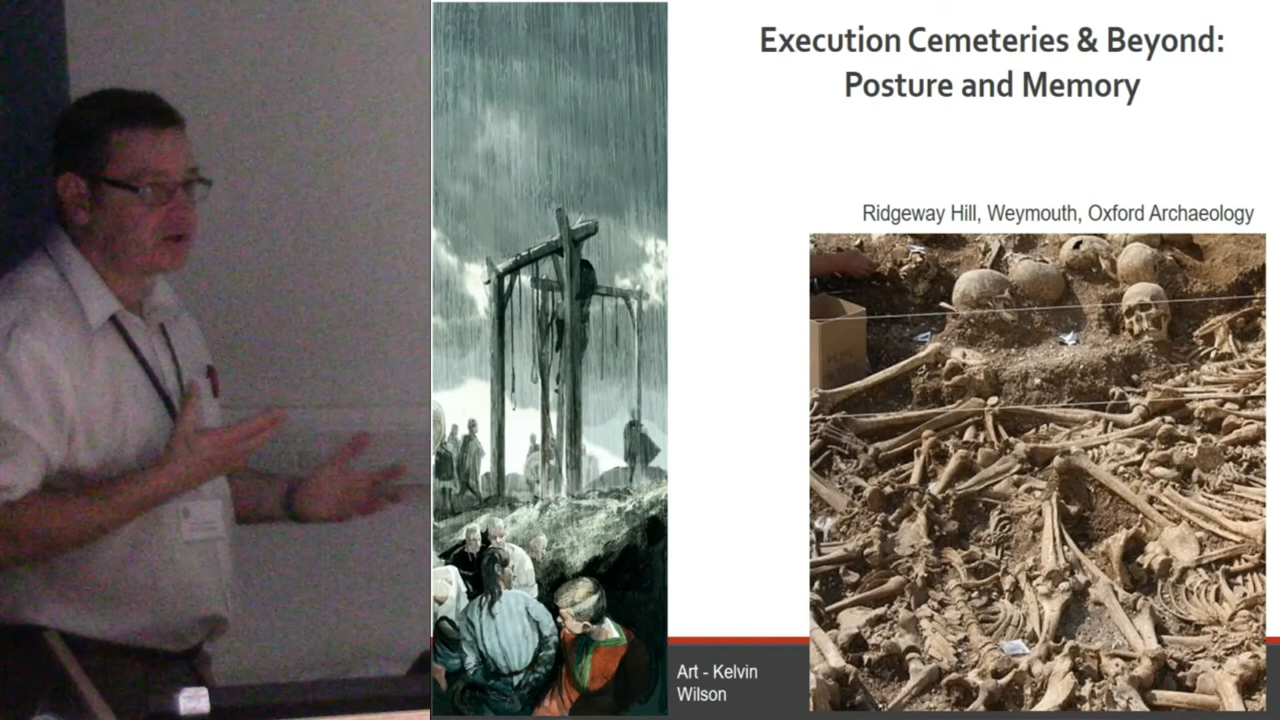 Execution Cemeteries & Beyond:
Posture and Memory
Ridgeway Hill, Weymouth, Oxford Archaeology
Art - Kelvin
Wilson